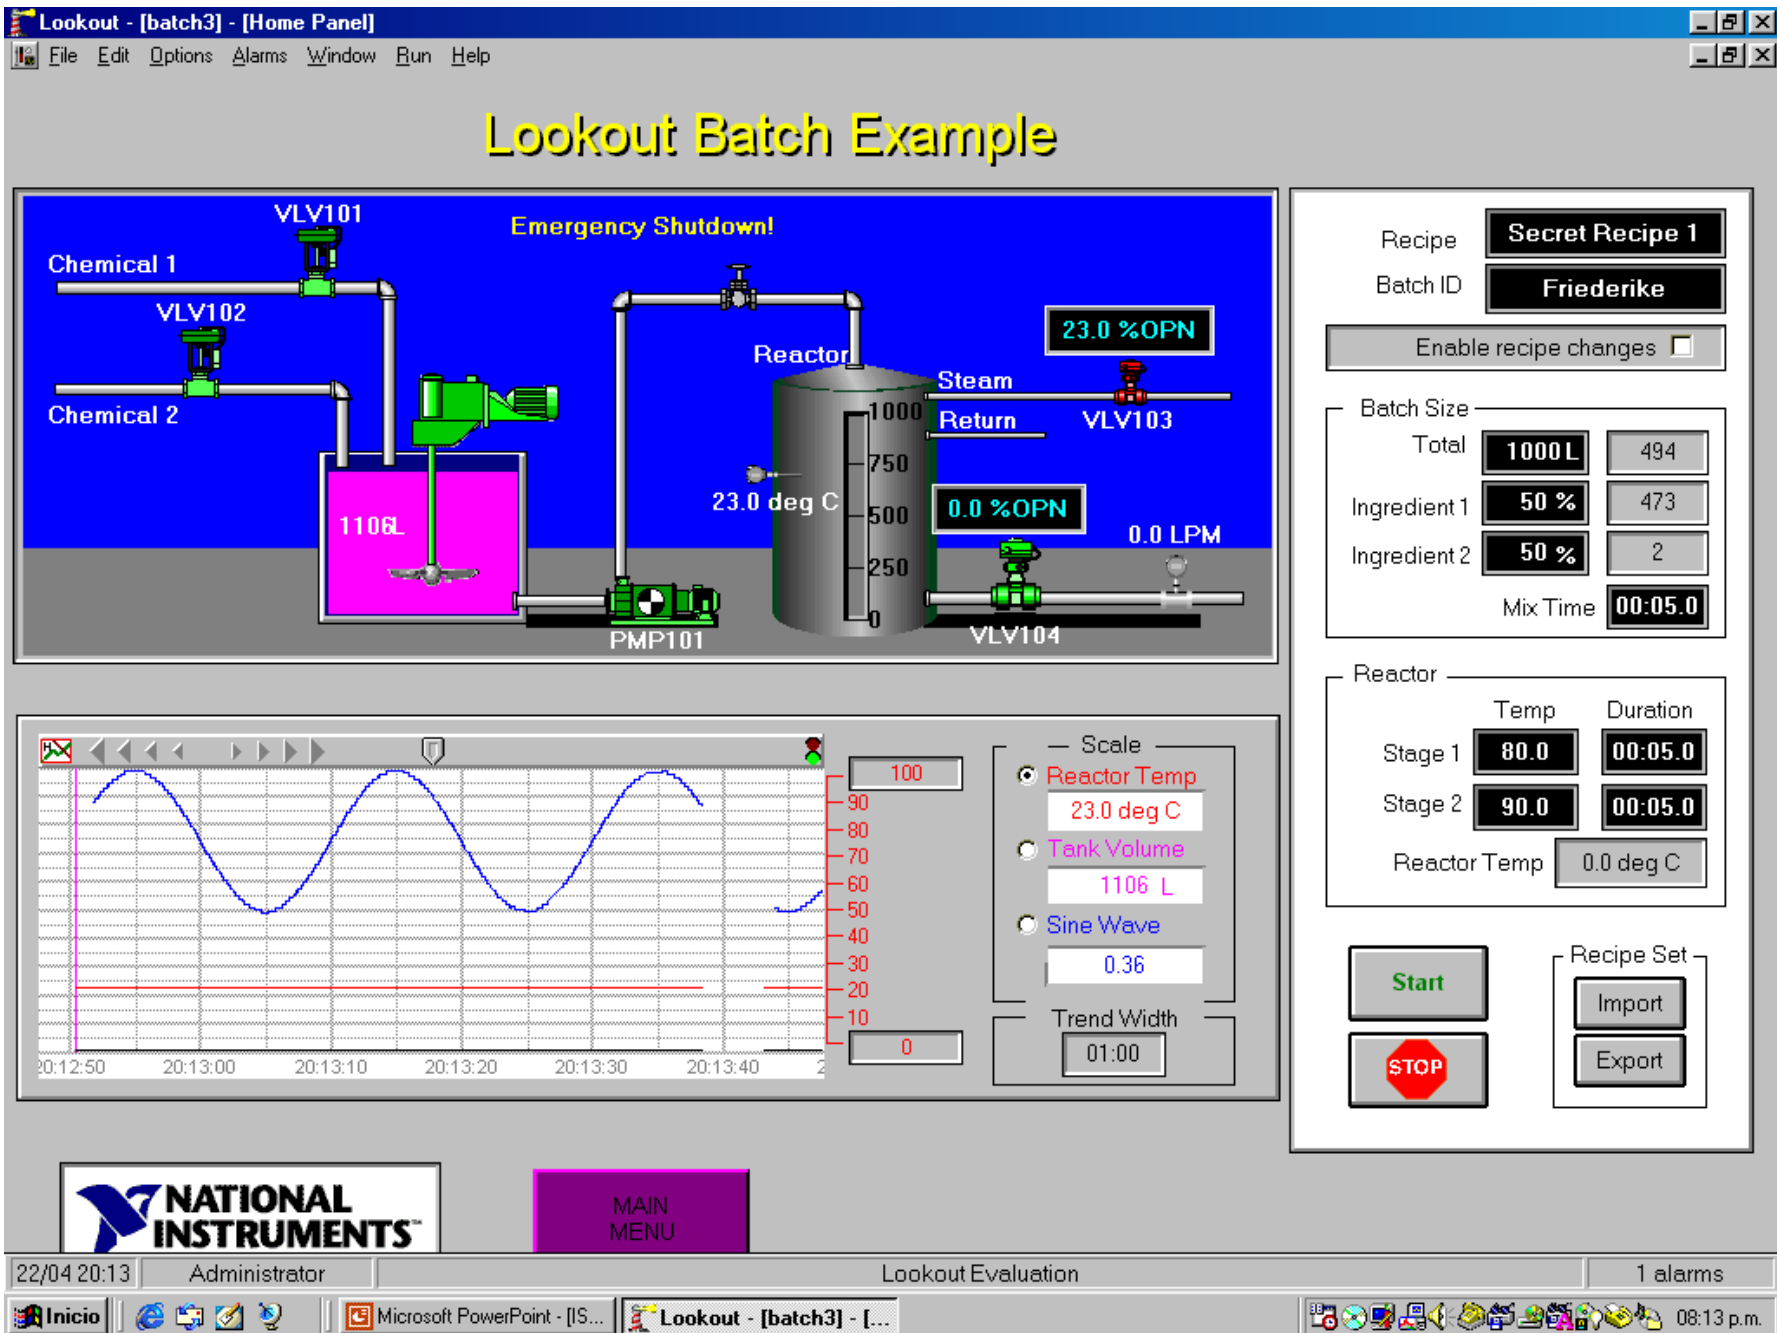 Lookout - [batch3] - [Home Panel]
File Edit Options Alarms Window Run Help
Lookout Batch Example
VLV101
Emergency Shutdown!
Chemical 1
VLV102
Chemical 2
1106L
PMP101
Reactor
23.0 deg C
1000
750
500
250
0
23.0 %OPN
Steam
Return
VLV103
0.0 %OPN
0.0 LPM
VLV104
Recipe Secret Recipe 1
Batch ID Friederike
Enable recipe changes
Batch Size
Total 1000 L 494
Ingredient 1 50 % 473
Ingredient 2 50 % 2
Mix Time 00:05.0
Reactor
Temp Duration
Stage 1 80.0 00:05.0
Stage 2 90.0 00:05.0
Reactor Temp 0.0 deg C
Start
STOP
Recipe Set
Import
Export
100
90
80
70
60
50
40
30
20
10
0
20:12:50 20:13:00 20:13:10 20:13:20 20:13:30 20:13:40 2
Scale
Reactor Temp
23.0 deg C
Tank Volume
1106 L
Sine Wave
0.36
Trend Width
01:00
NATIONAL
INSTRUMENTS™
MAIN
MENU
22/04 20:13 Administrator Lookout Evaluation 1 alarms
Inicio Microsoft PowerPoint - [IS... Lookout - [batch3] - [... 08:13 p.m.